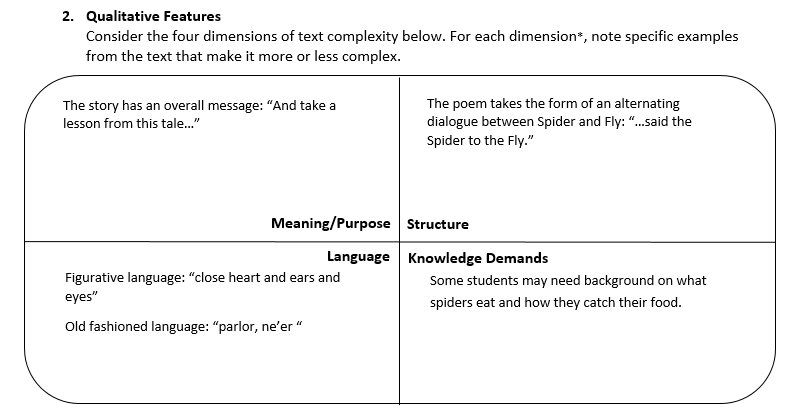 2. Qualitative Features
Consider the four dimensions of text complexity below. For each dimension*, note specific examples
from the text that make it more or less complex.
The story has an overall message: “And take a
lesson from this tale…”
Meaning/Purpose
The poem takes the form of an alternating
dialogue between Spider and Fly: “…said the
Spider to the Fly.”
Structure
Language
Figurative language: “close heart and ears and
eyes”
Old fashioned language: “parlor, ne’er “
Knowledge Demands
Some students may need background on what
spiders eat and how they catch their food.